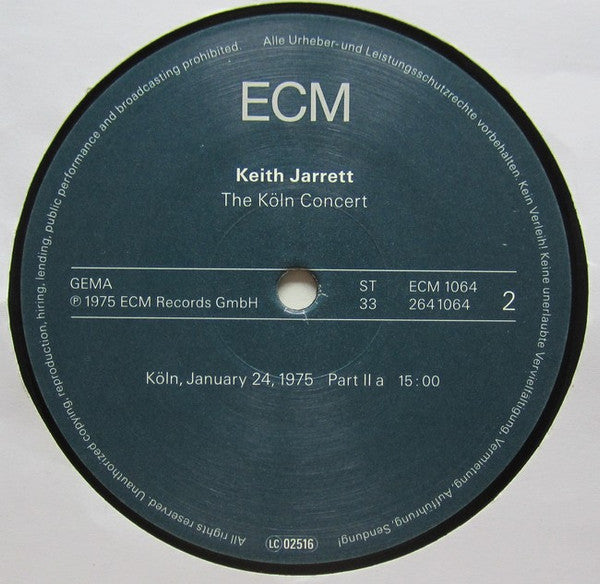 ECM
Keith Jarrett
The Köln Concert
GEMA ST ECM 1064
℗ 1975 ECM Records GmbH 33 2641064 2
Köln, January 24, 1975 Part II a 15:00
All rights reserved. Unauthorized copying, reproduction, hiring, lending, public performance and broadcasting prohibited.
Alle Urheber- und Leistungsschutzrechte vorbehalten. Kein Verleih! Keine unerlaubte Vervielfältigung, Vermietung, Aufführung, Sendung!
LC 02516